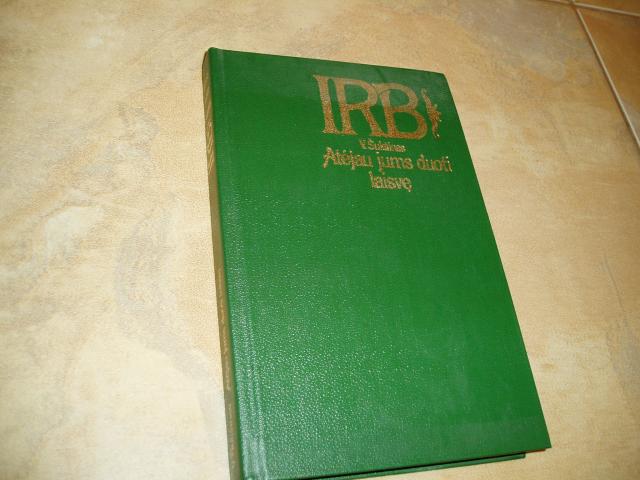 IRB
V. Šukšinas
Atėjau jums duoti
laisvę